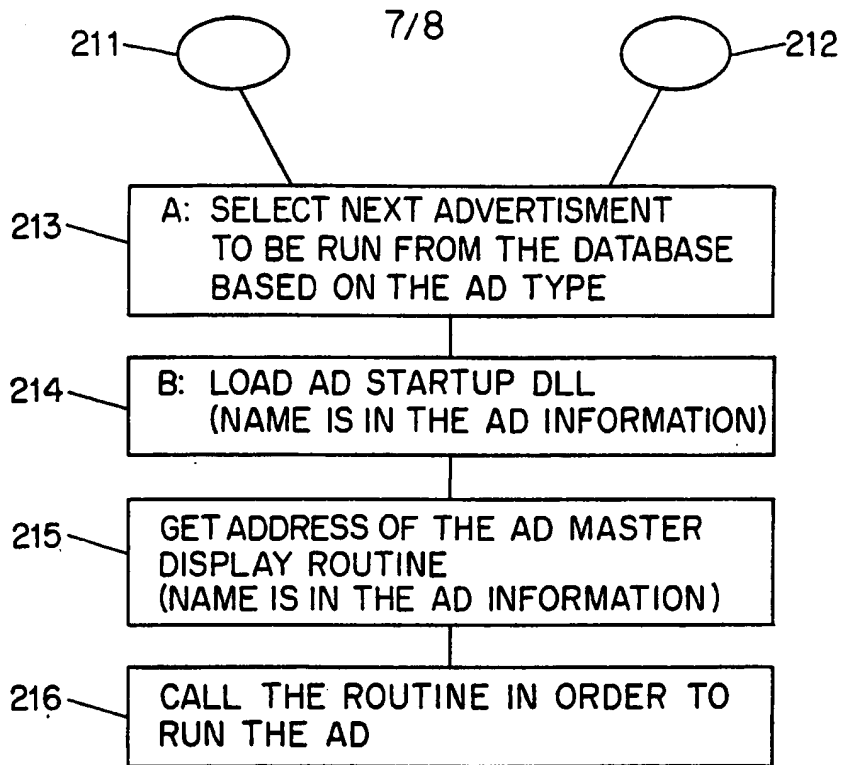 7/8
211
212
213
A: SELECT NEXT ADVERTISMENT
TO BE RUN FROM THE DATABASE
BASED ON THE AD TYPE
214
B: LOAD AD STARTUP DLL
(NAME IS IN THE AD INFORMATION)
215
GET ADDRESS OF THE AD MASTER
DISPLAY ROUTINE
(NAME IS IN THE AD INFORMATION)
216
CALL THE ROUTINE IN ORDER TO
RUN THE AD